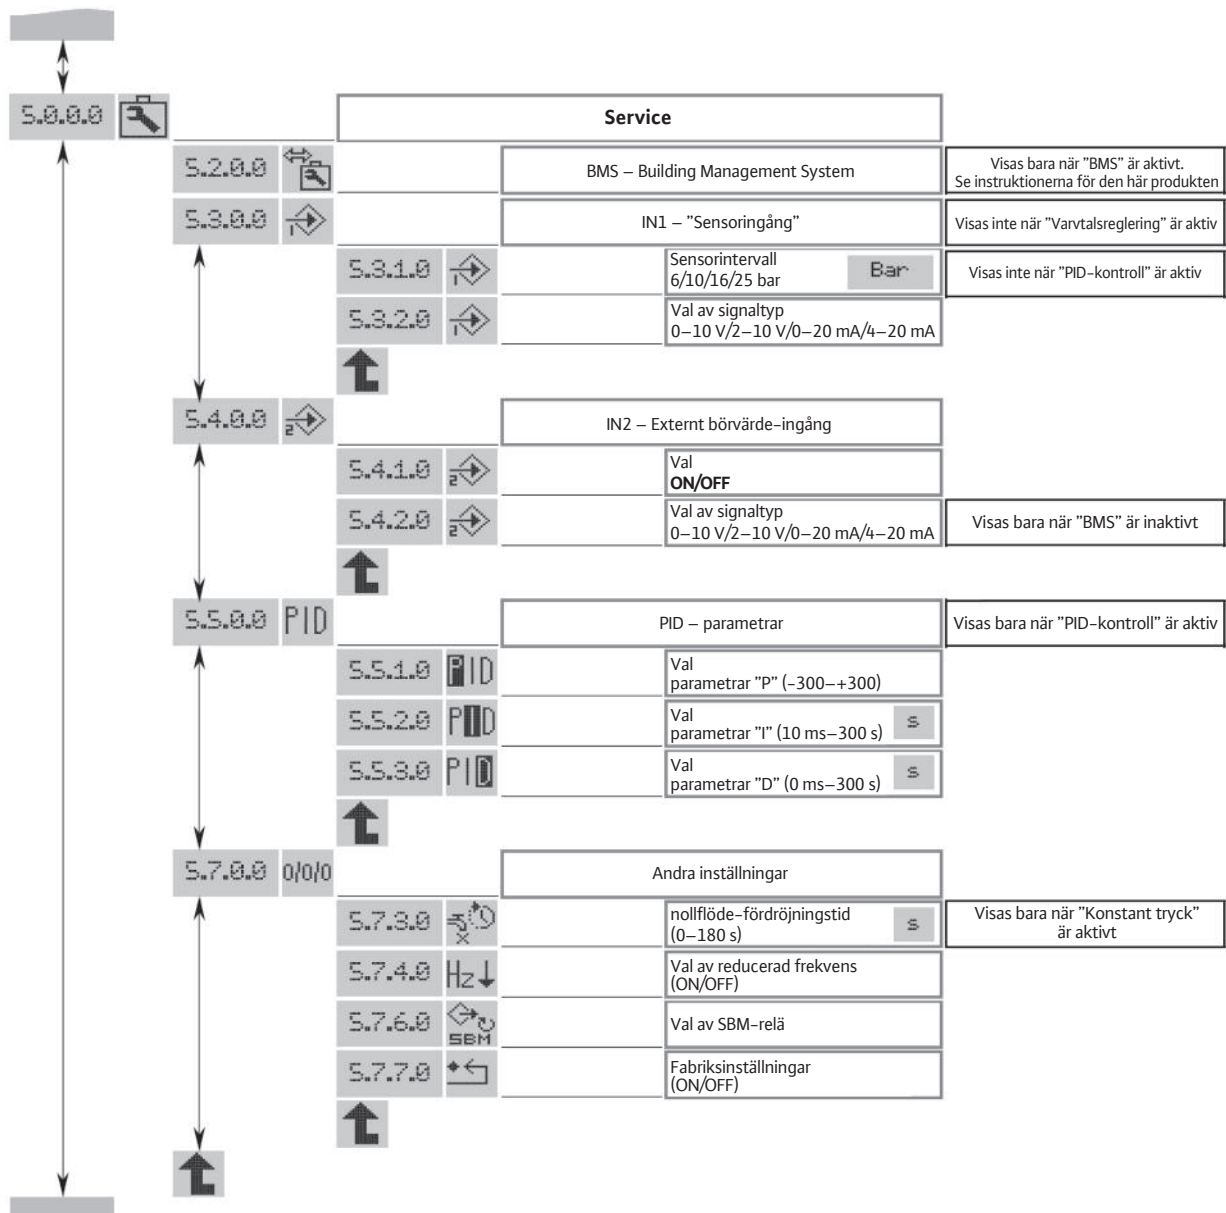 5.0.0.0
Service
5.2.0.0
BMS – Building Management System
Visas bara när "BMS" är aktivt.
Se instruktionerna för den här produkten
5.3.0.0
1
IN1 – "Sensoringång"
Visas inte när "Varvtalsreglering" är aktiv
5.3.1.0
1
Sensorintervall
6/10/16/25 bar
Bar
Visas inte när "PID-kontroll" är aktiv
5.3.2.0
1
Val av signaltyp
0–10 V/2–10 V/0–20 mA/4–20 mA
5.4.0.0
2
IN2 – Externt börvärde-ingång
5.4.1.0
2
Val
ON/OFF
5.4.2.0
2
Val av signaltyp
0–10 V/2–10 V/0–20 mA/4–20 mA
Visas bara när "BMS" är inaktivt
5.5.0.0
PID
PID – parametrar
Visas bara när "PID-kontroll" är aktiv
5.5.1.0
PID
Val
parametrar "P" (-300–+300)
5.5.2.0
PID
Val
parametrar "I" (10 ms–300 s)
s
5.5.3.0
PID
Val
parametrar "D" (0 ms–300 s)
s
5.7.0.0
0/0/0
Andra inställningar
5.7.3.0
nollflöde-fördröjningstid
(0–180 s)
s
Visas bara när "Konstant tryck"
är aktivt
5.7.4.0
Hz
Val av reducerad frekvens
(ON/OFF)
5.7.6.0
SBM
Val av SBM-relä
5.7.7.0
Fabriksinställningar
(ON/OFF)